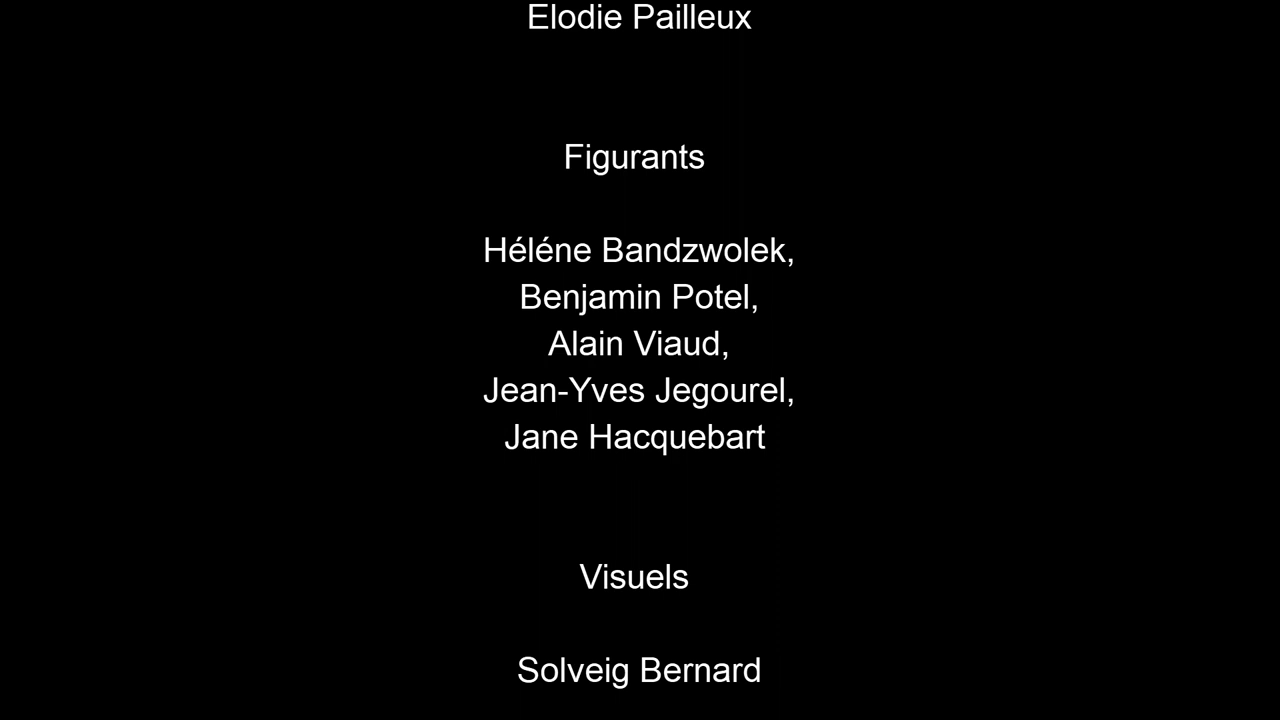 Elodie Pailleux
Figurants
Héléne Bandzwolek,
Benjamin Potel,
Alain Viaud,
Jean-Yves Jegourel,
Jane Hacquebart
Visuels
Solveig Bernard